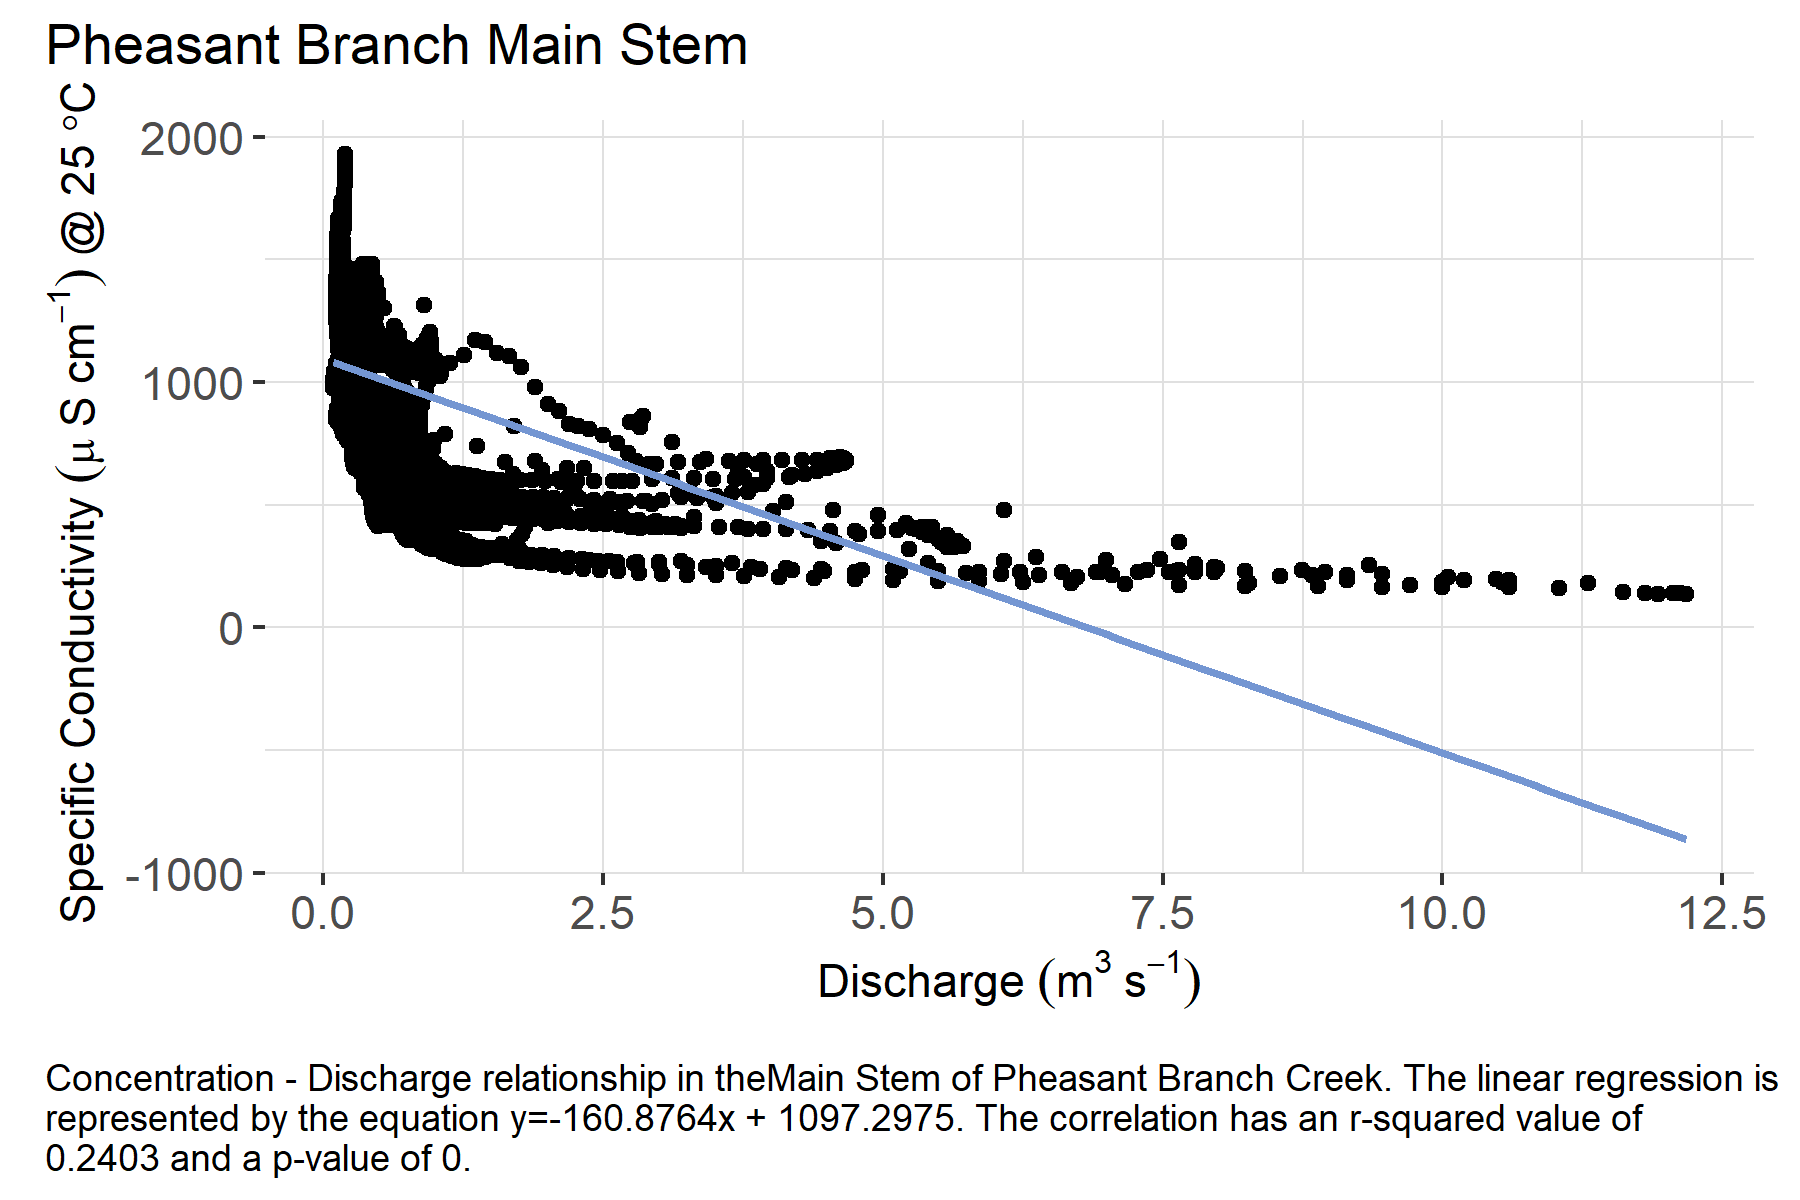 Pheasant Branch Main Stem
Specific Conductivity (μ S cm⁻¹) @ 25 °C
2000
1000
0
-1000
0.0 2.5 5.0 7.5 10.0 12.5
Discharge (m³ s⁻¹)
Concentration - Discharge relationship in theMain Stem of Pheasant Branch Creek. The linear regression is
represented by the equation y=-160.8764x + 1097.2975. The correlation has an r-squared value of
0.2403 and a p-value of 0.